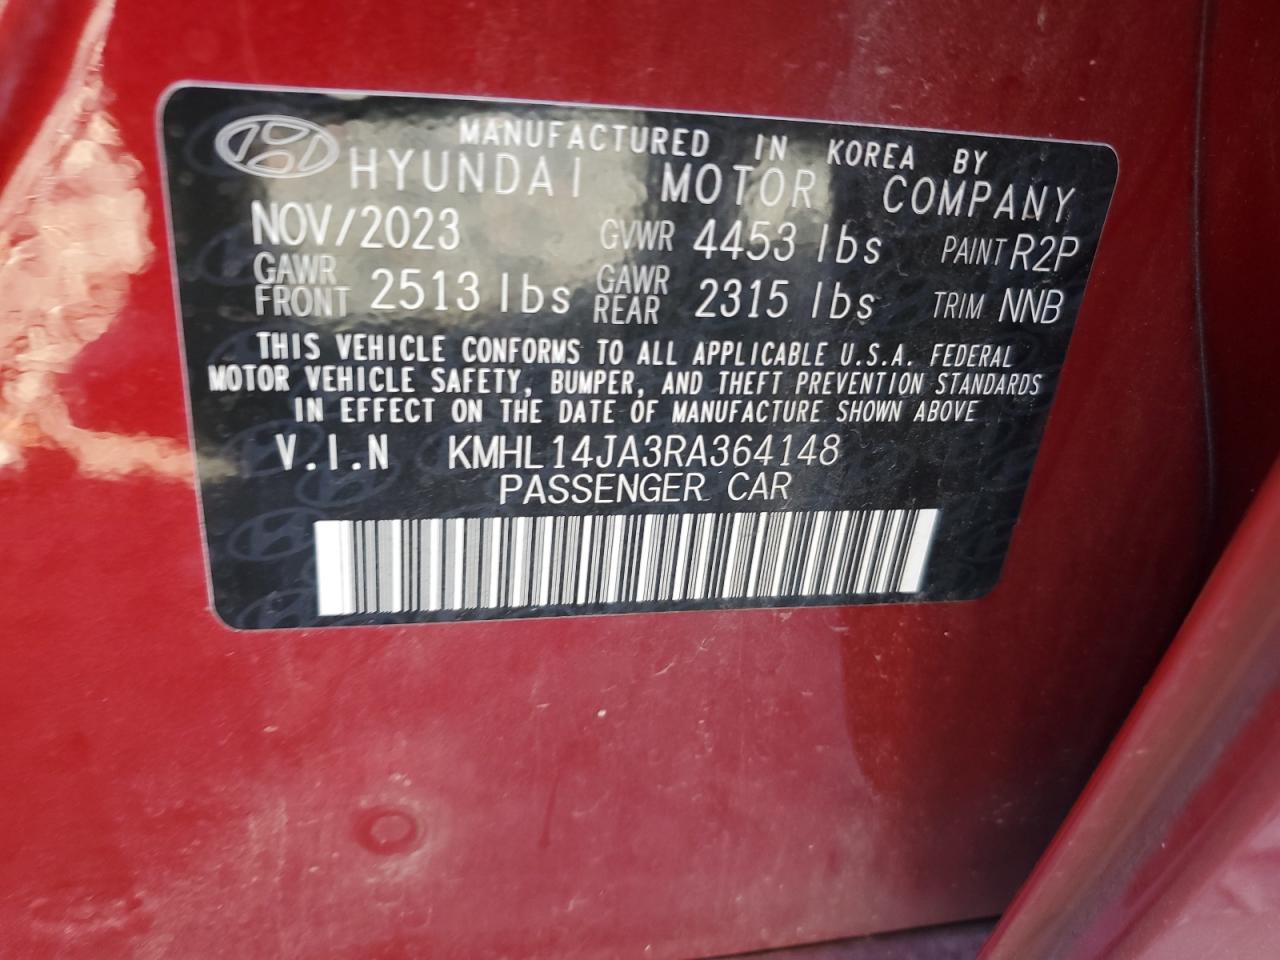 MANUFACTURED IN KOREA BY
HYUNDAI MOTOR COMPANY
NOV/2023 GVWR 4453 lbs PAINT R2P
GAWR FRONT 2513 lbs GAWR REAR 2315 lbs TRIM NNB
THIS VEHICLE CONFORMS TO ALL APPLICABLE U.S.A. FEDERAL
MOTOR VEHICLE SAFETY, BUMPER, AND THEFT PREVENTION STANDARDS
IN EFFECT ON THE DATE OF MANUFACTURE SHOWN ABOVE
V.I.N KMHL14JA3RA364148
PASSENGER CAR